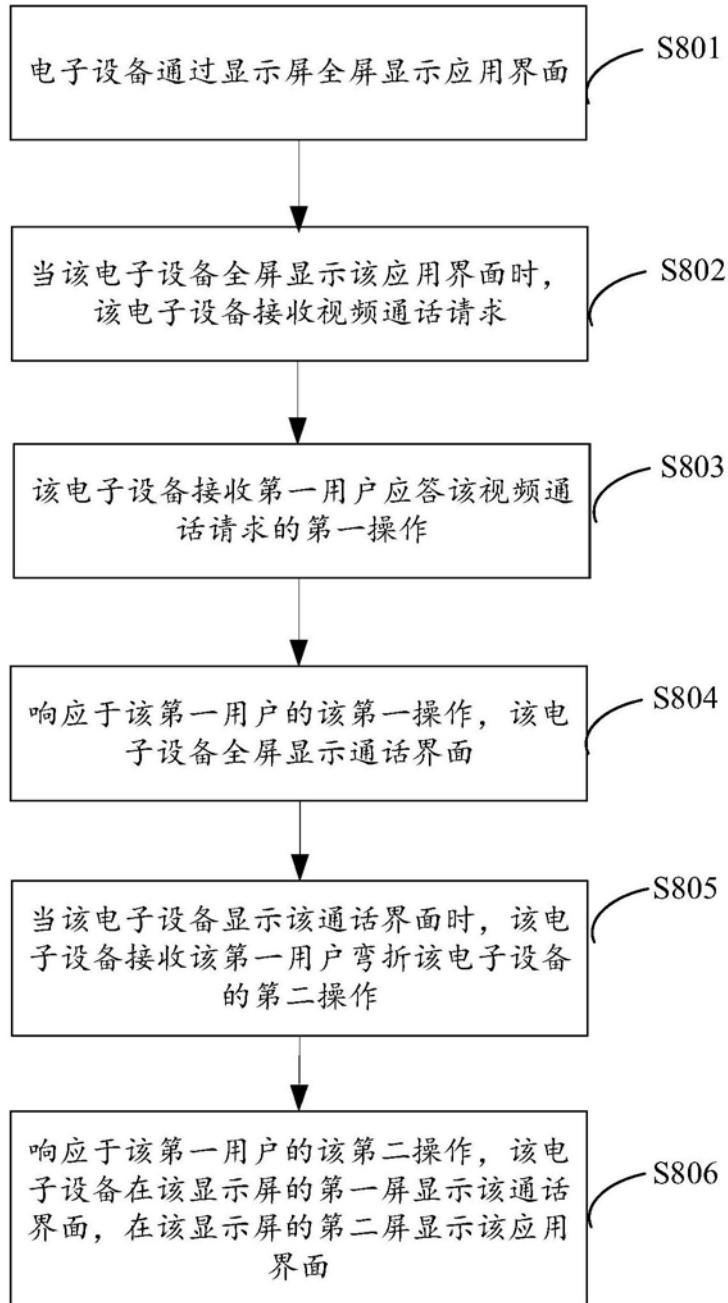 电子设备通过显示屏全屏显示应用界面
S801
当该电子设备全屏显示该应用界面时，
该电子设备接收视频通话请求
S802
该电子设备接收第一用户应答该视频通
话请求的第一操作
S803
响应于该第一用户的该第一操作，该电
子设备全屏显示通话界面
S804
当该电子设备显示该通话界面时，该电
子设备接收该第一用户弯折该电子设备
的第二操作
S805
响应于该第一用户的该第二操作，该电
子设备在该显示屏的第一屏显示该通话
界面，在该显示屏的第二屏显示该应用
界面
S806